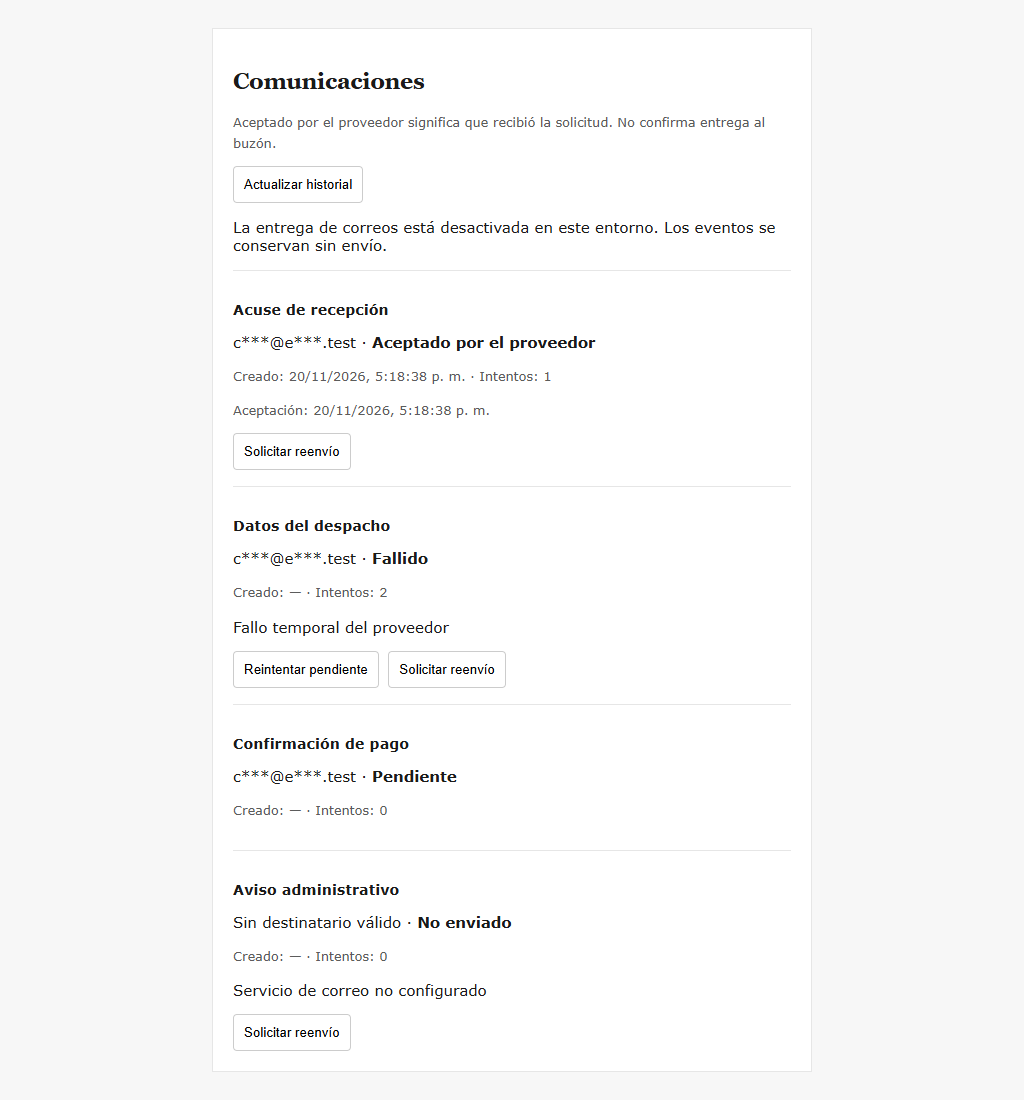 Comunicaciones
Aceptado por el proveedor significa que recibió la solicitud. No confirma entrega al
buzón.
Actualizar historial
La entrega de correos está desactivada en este entorno. Los eventos se
conservan sin envío.
Acuse de recepción
c***@e***.test · Aceptado por el proveedor
Creado: 20/11/2026, 5:18:38 p. m. · Intentos: 1
Aceptación: 20/11/2026, 5:18:38 p. m.
Solicitar reenvío
Datos del despacho
c***@e***.test · Fallido
Creado: — · Intentos: 2
Fallo temporal del proveedor
Reintentar pendiente Solicitar reenvío
Confirmación de pago
c***@e***.test · Pendiente
Creado: — · Intentos: 0
Aviso administrativo
Sin destinatario válido · No enviado
Creado: — · Intentos: 0
Servicio de correo no configurado
Solicitar reenvío